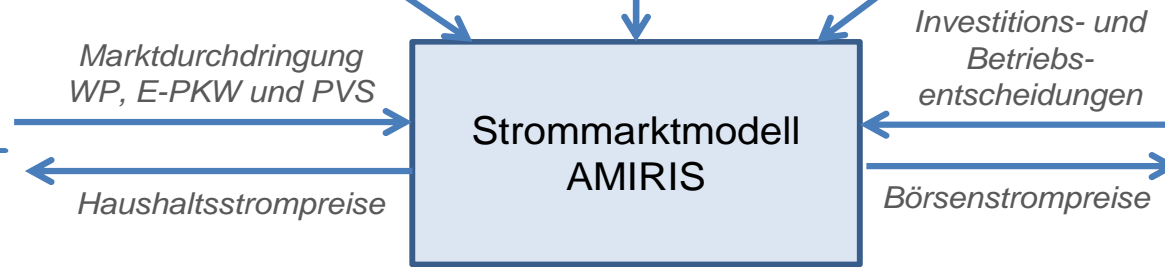 Marktdurchdringung
WP, E-PKW und PVS
Haushaltsstrompreise
Strommarktmodell
AMIRIS
Investitions- und
Betriebs-
entscheidungen
Börsenstrompreise